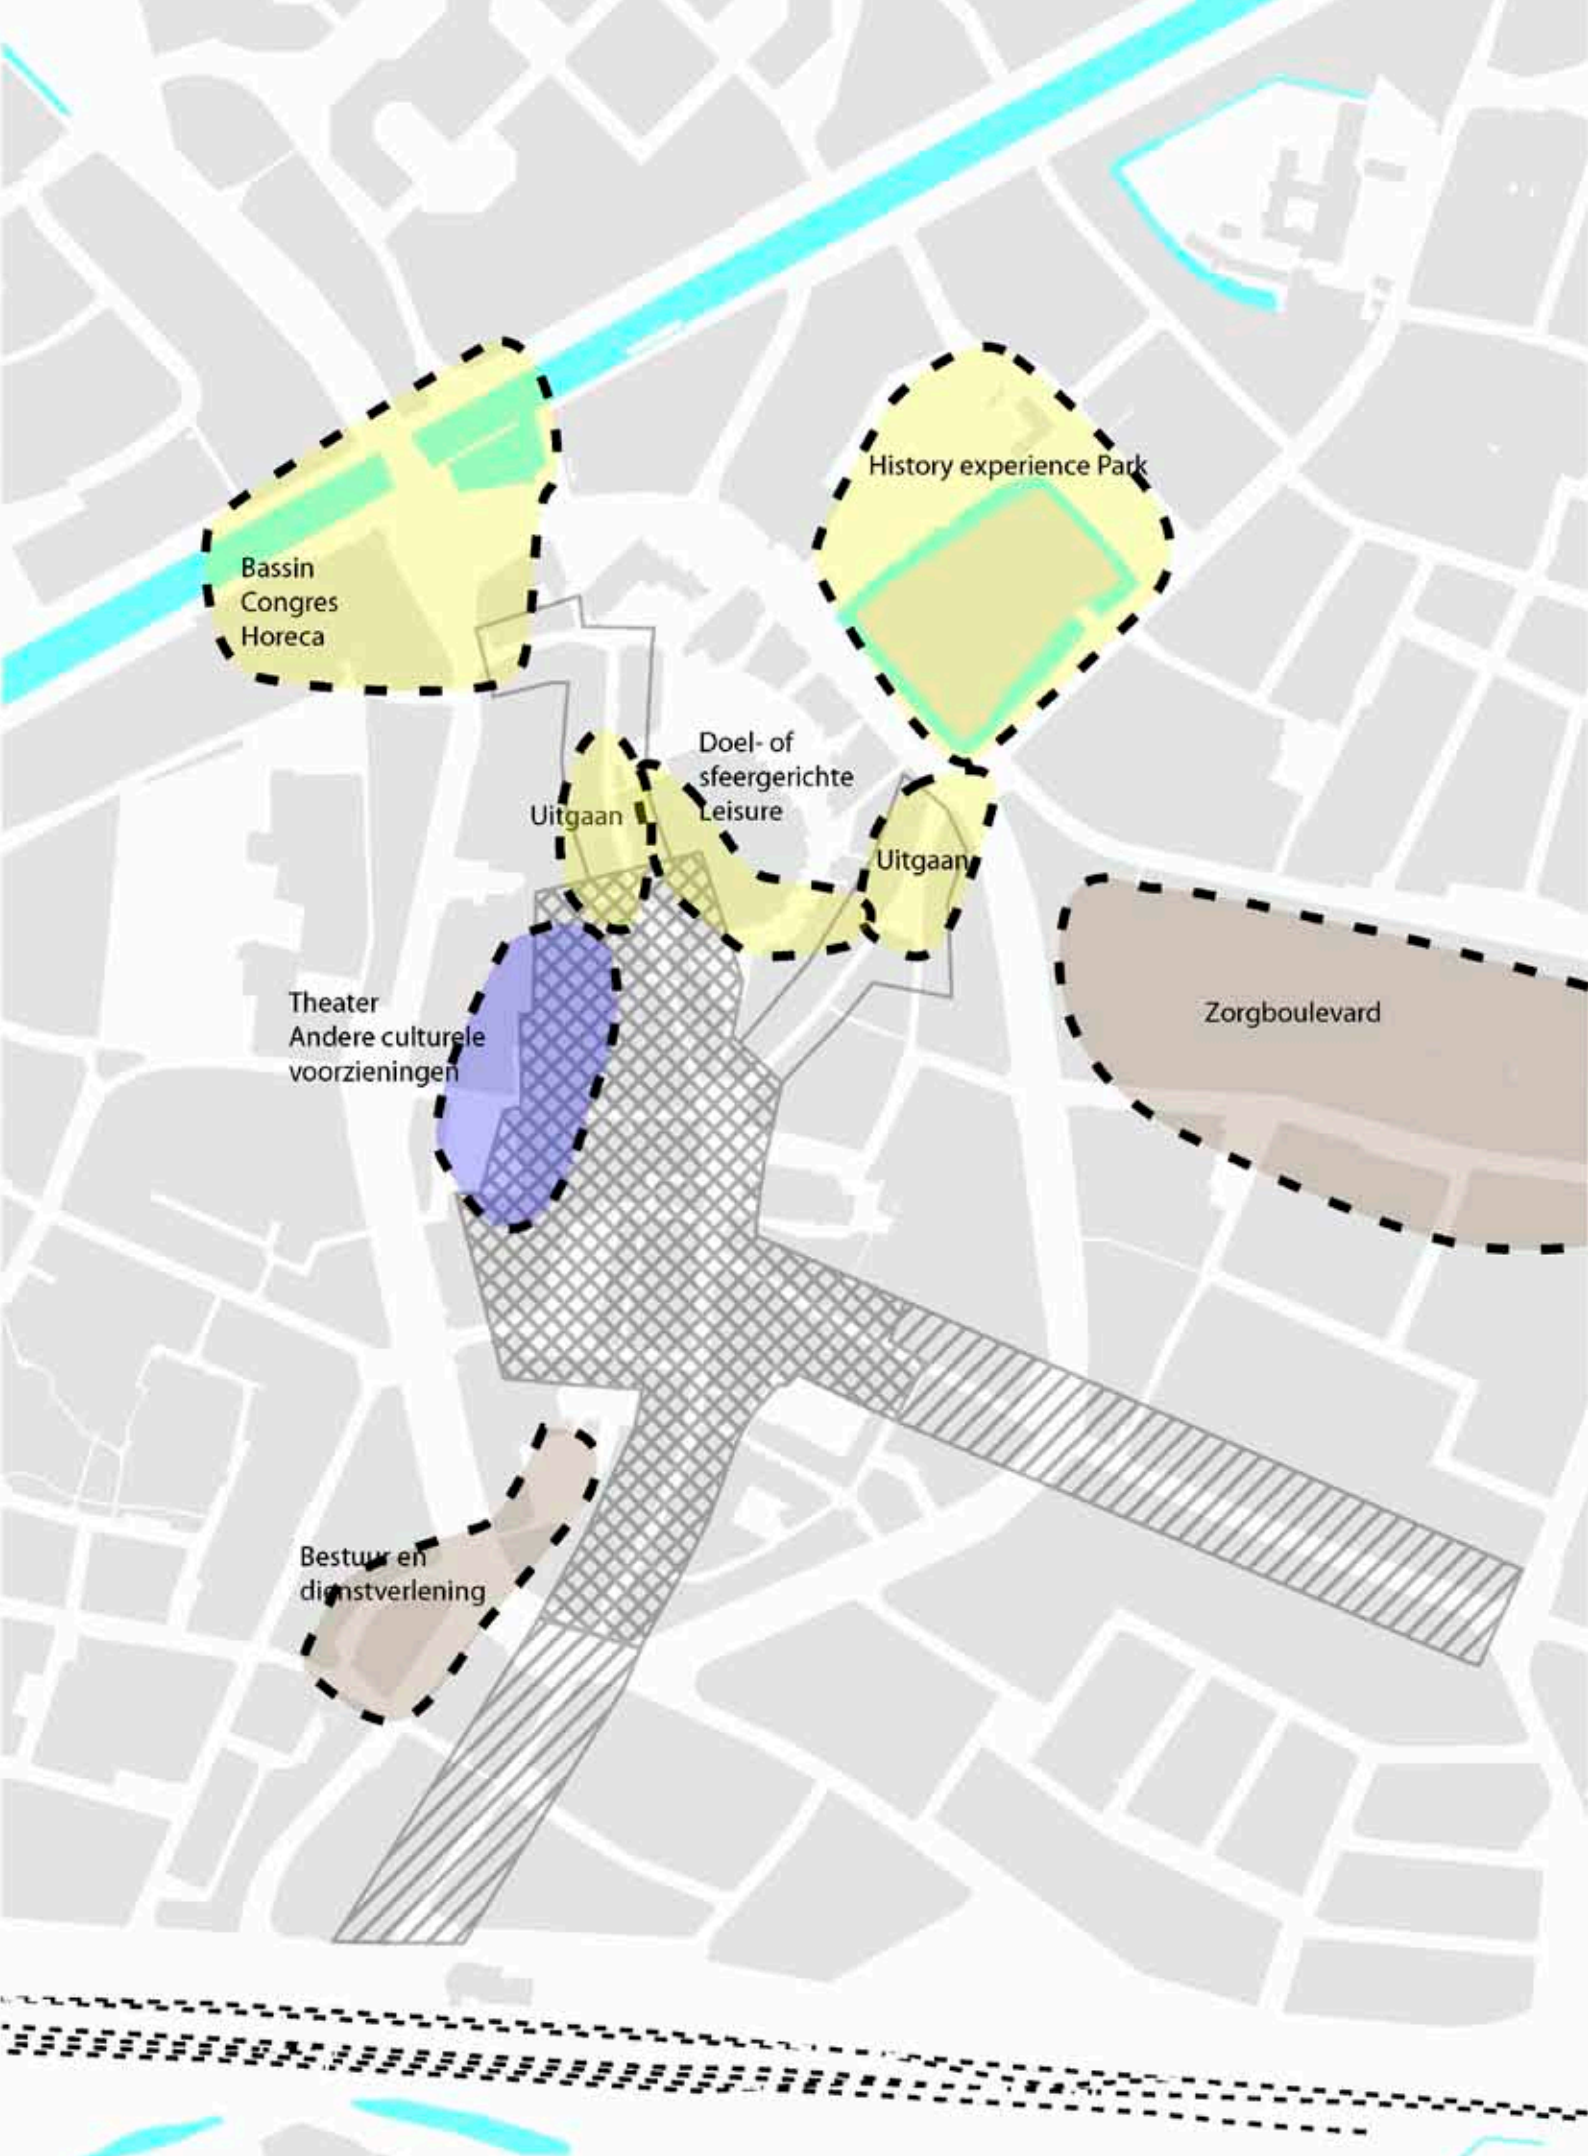 History experience Park
Bassin
Congres
Horeca
Doel- of
sfeergerichte
Leisure
Uitgaan
Uitgaan
Theater
Andere culturele
voorzieningen
Zorgboulevard
Bestuur en
dienstverlening